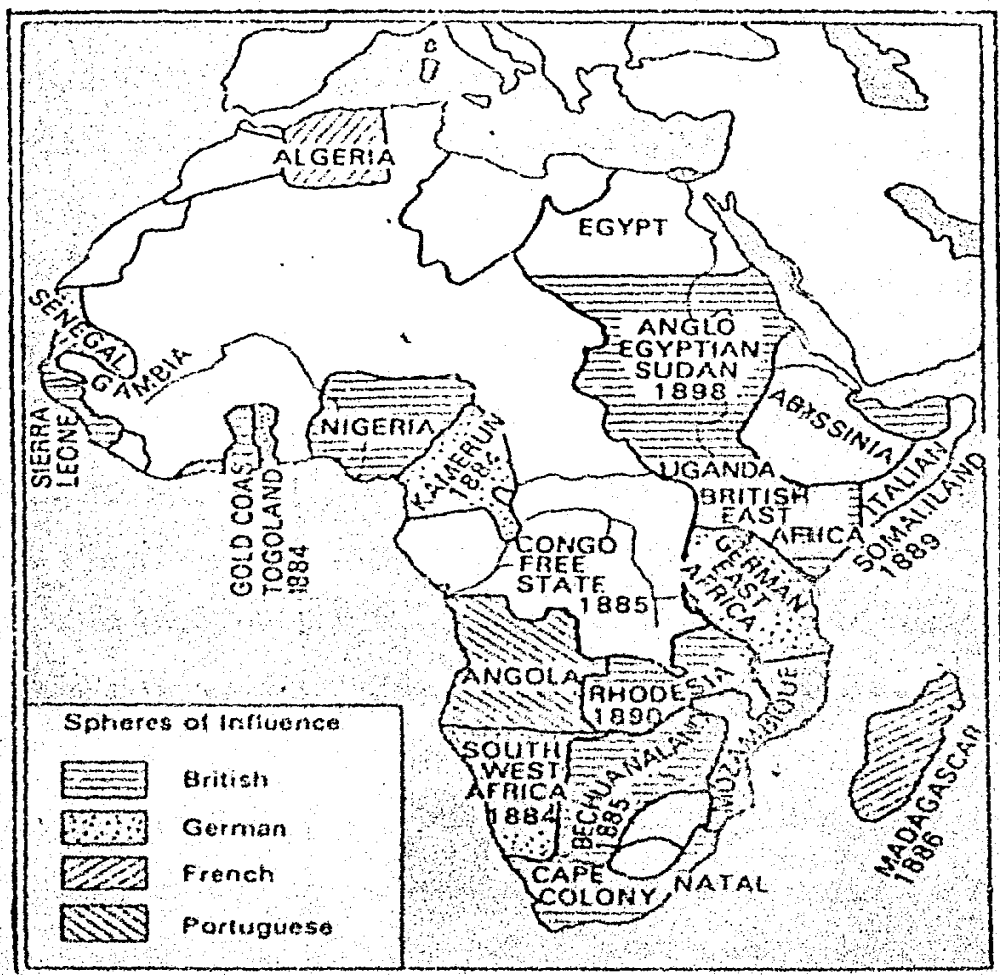 ALGERIA
EGYPT
SENEGAL
GAMBIA
SIERRA
LEONE
ANGLO
EGYPTIAN
SUDAN
1898
ABYSSINIA
NIGERIA
KAMERUN
1884
GOLD COAST
TOGOLAND
1884
UGANDA
BRITISH
EAST
AFRICA
ITALIAN
SOMALILAND
1889
CONGO
FREE
STATE
1885
GERMAN
EAST
AFRICA
ANGOLA
RHODESIA
1890
MOZAMBIQUE
SOUTH
WEST
AFRICA
1884
BECHUANALAND
1885
MADAGASCAR
1886
CAPE
COLONY
NATAL
Spheres of Influence
British
German
French
Portuguese